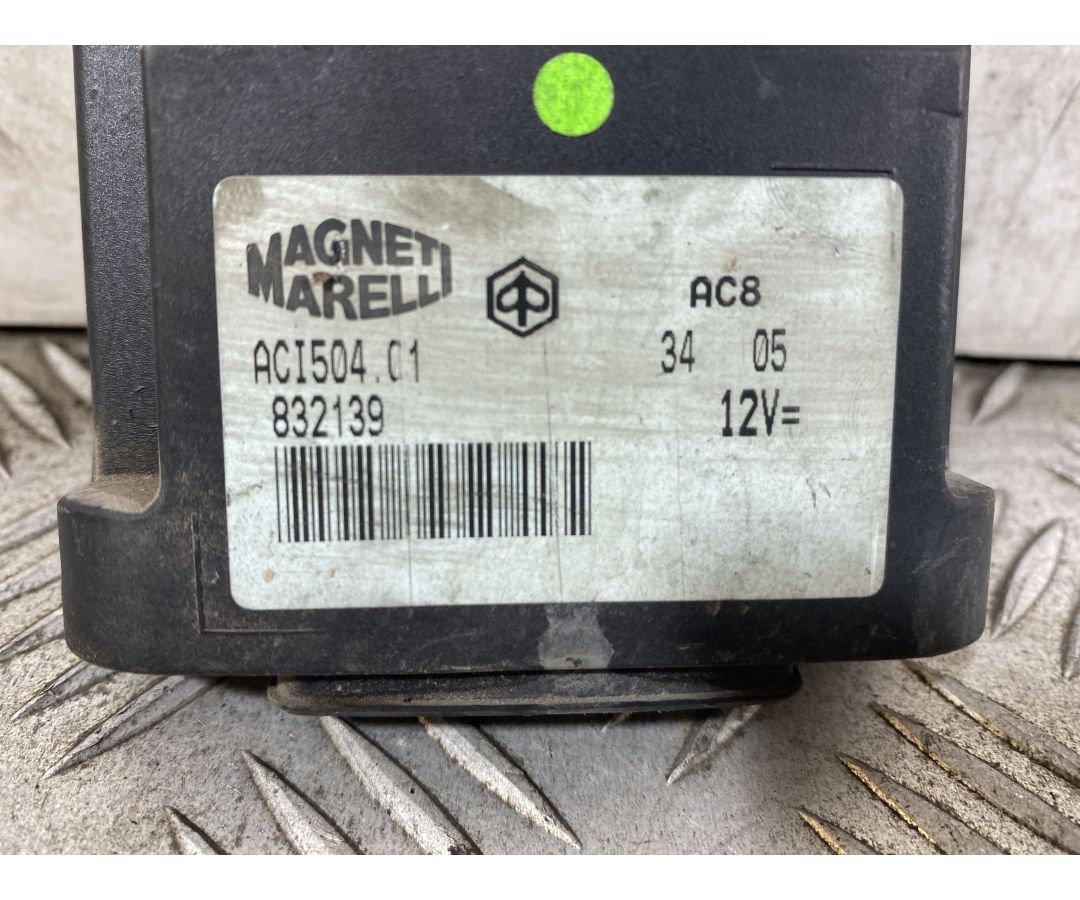 MAGNETI
MARELLI
AC8
ACI504.01
34 05
832139
12V=